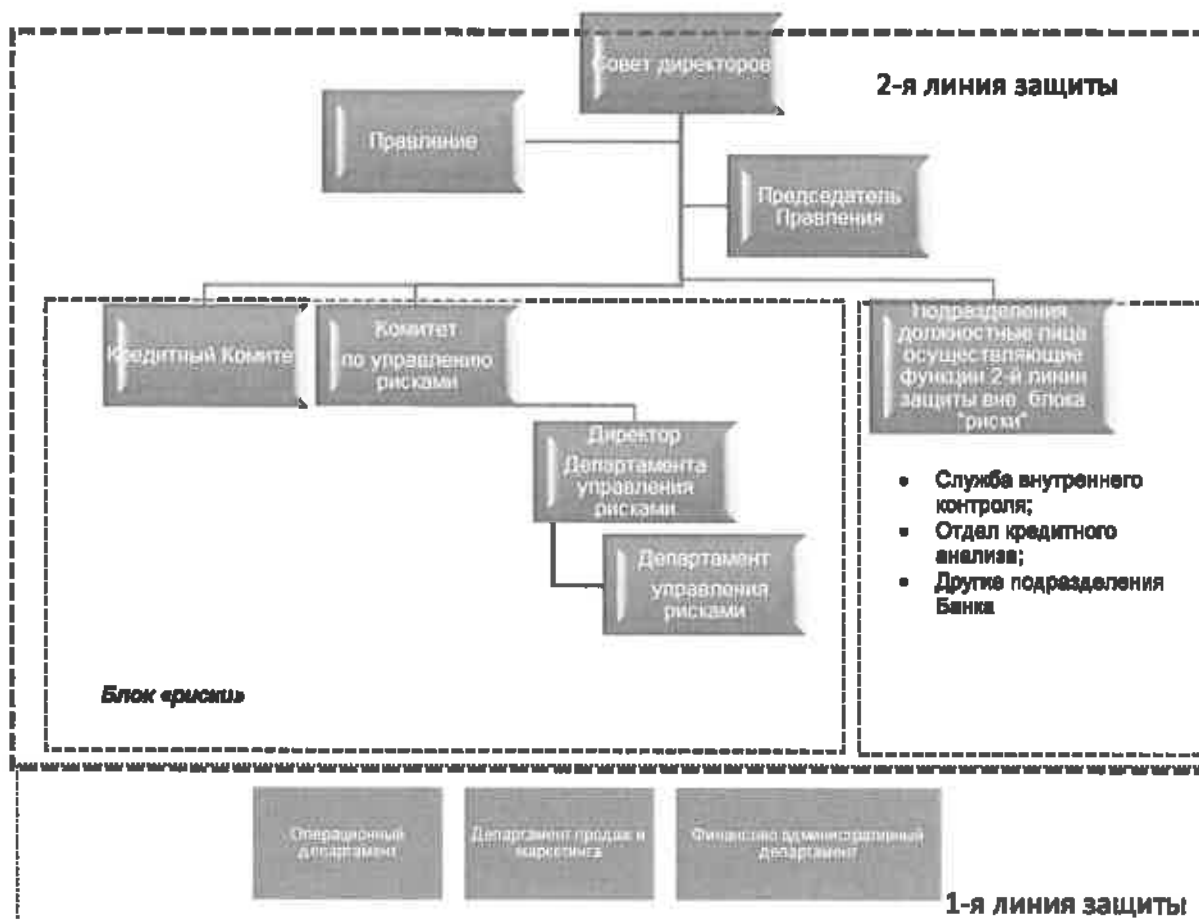 Совет директоров
2-я линия защиты
Правление
Председатель
Правления
Кредитный Комите
Комитет
по управлению
рисками
Подразделения
должностные лица
осуществляющие
функции 2-й линии
защиты вне блока
"риски"
Директор
Департамента
управления
рисками
Департамент
управления
рисками
• Служба внутреннего
контроля;
• Отдел кредитного
анализа;
• Другие подразделения
Банка
Блок «риски»
Операционный
департамент
Департамент продаж и
маркетинга
Финансово административный
департамент
1-я линия защиты